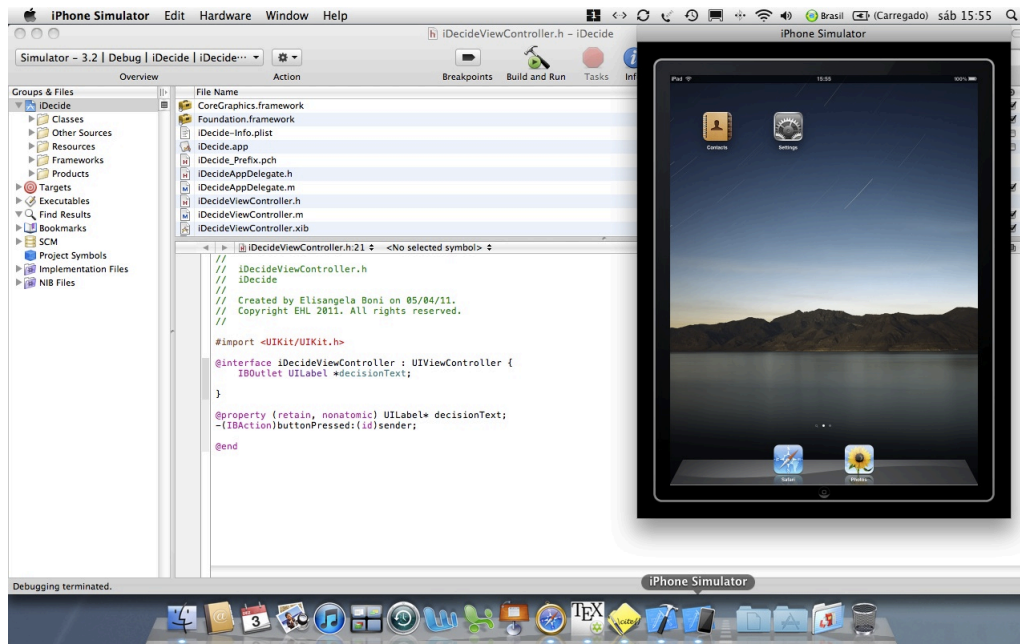 iPhone Simulator Edit Hardware Window Help
Brasil (Carregado) sáb 15:55
iDecideViewController.h - iDecide
iPhone Simulator
Simulator - 3.2 | Debug | iDecide | iDecide...
Overview
Action
Breakpoints
Build and Run
Tasks
Inf
Groups & Files
iDecide
Classes
Other Sources
Resources
Frameworks
Products
Targets
Executables
Find Results
Bookmarks
SCM
Project Symbols
Implementation Files
NIB Files
File Name
CoreGraphics.framework
Foundation.framework
iDecide-Info.plist
iDecide.app
iDecide_Prefix.pch
iDecideAppDelegate.h
iDecideAppDelegate.m
iDecideViewController.h
iDecideViewController.m
iDecideViewController.xib
iDecideViewController.h:21 <No selected symbol>
//
// iDecideViewController.h
// iDecide
//
// Created by Elisangela Boni on 05/04/11.
// Copyright EHL 2011. All rights reserved.
//
#import <UIKit/UIKit.h>
@interface iDecideViewController : UIViewController {
IBOutlet UILabel *decisionText;
}
@property (retain, nonatomic) UILabel* decisionText;
-(IBAction)buttonPressed:(id)sender;
@end
iPad 15:55 100%
Contacts
Settings
Safari
Photos
Debugging terminated.
iPhone Simulator
3
TEX